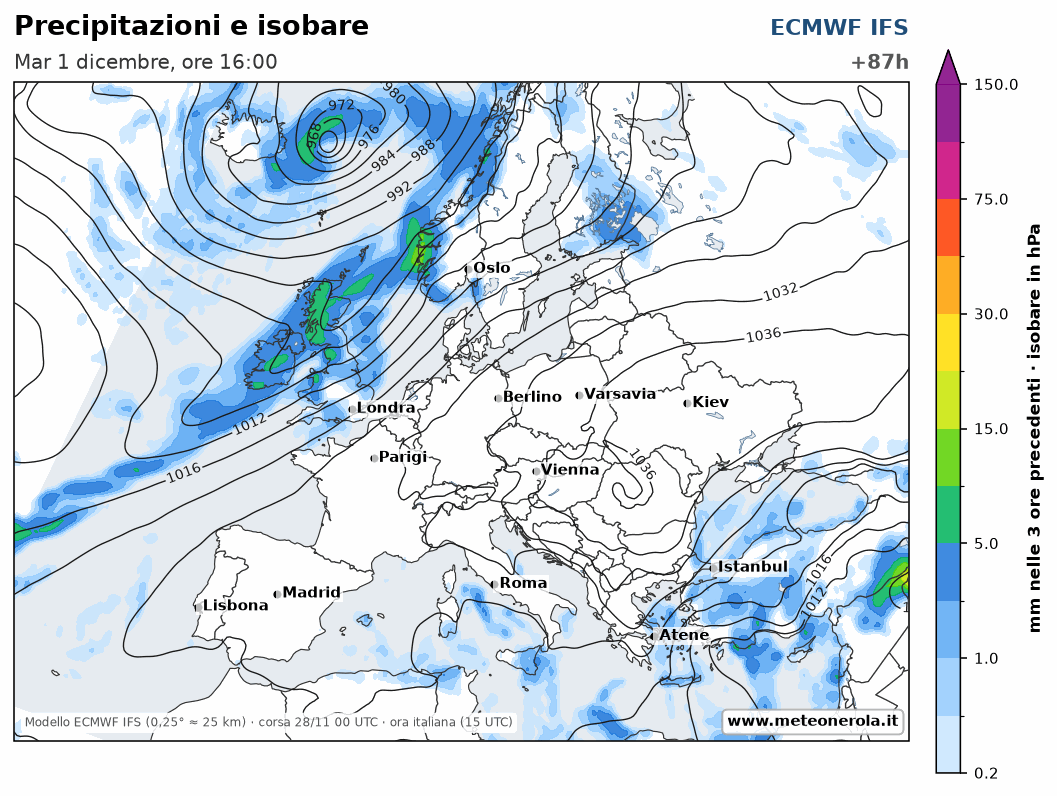 Precipitazioni e isobare
ECMWF IFS
Mar 1 dicembre, ore 16:00
+87h
972
980
968
976
984
988
992
Oslo
1032
1036
Berlino
Varsavia
Kiev
Londra
1012
Parigi
1016
Vienna
1036
Istanbul
1016
Roma
Madrid
1012
Lisbona
Atene
Modello ECMWF IFS (0,25° ≈ 25 km) · corsa 28/11 00 UTC · ora italiana (15 UTC)
www.meteonerola.it
150.0
75.0
30.0
15.0
5.0
1.0
0.2
mm nelle 3 ore precedenti · isobare in hPa